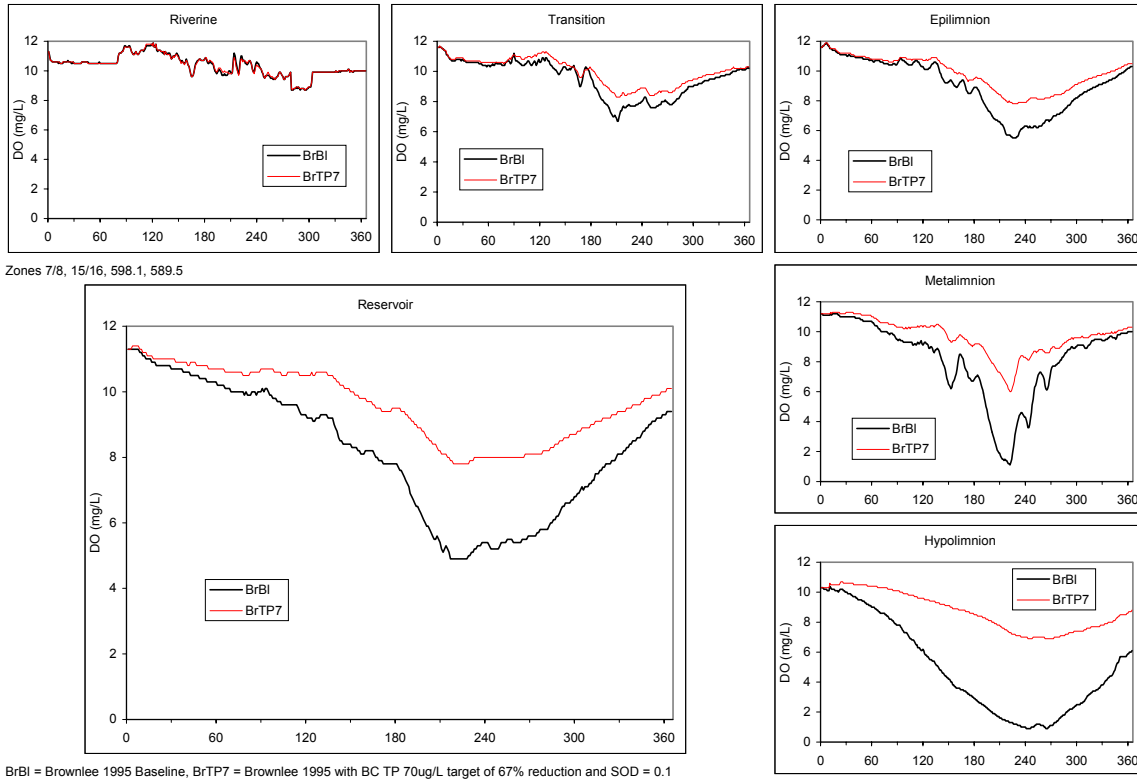 Riverine
12
10
8
6
4
2
0
DO (mg/L)
0 60 120 180 240 300 360
BrBl
BrTP7
Transition
12
10
8
6
4
2
0
DO (mg/L)
0 60 120 180 240 300 360
BrBl
BrTP7
Epilimnion
12
10
8
6
4
2
0
DO (mg/L)
0 60 120 180 240 300 360
BrBl
BrTP7
Zones 7/8, 15/16, 598.1, 589.5
Reservoir
12
10
8
6
4
2
0
DO (mg/L)
0 60 120 180 240 300 360
BrBl
BrTP7
Metalimnion
12
10
8
6
4
2
0
DO (mg/L)
0 60 120 180 240 300 360
BrBl
BrTP7
Hypolimnion
12
10
8
6
4
2
0
DO (mg/L)
0 60 120 180 240 300 360
BrBl
BrTP7
BrBl = Brownlee 1995 Baseline, BrTP7 = Brownlee 1995 with BC TP 70ug/L target of 67% reduction and SOD = 0.1